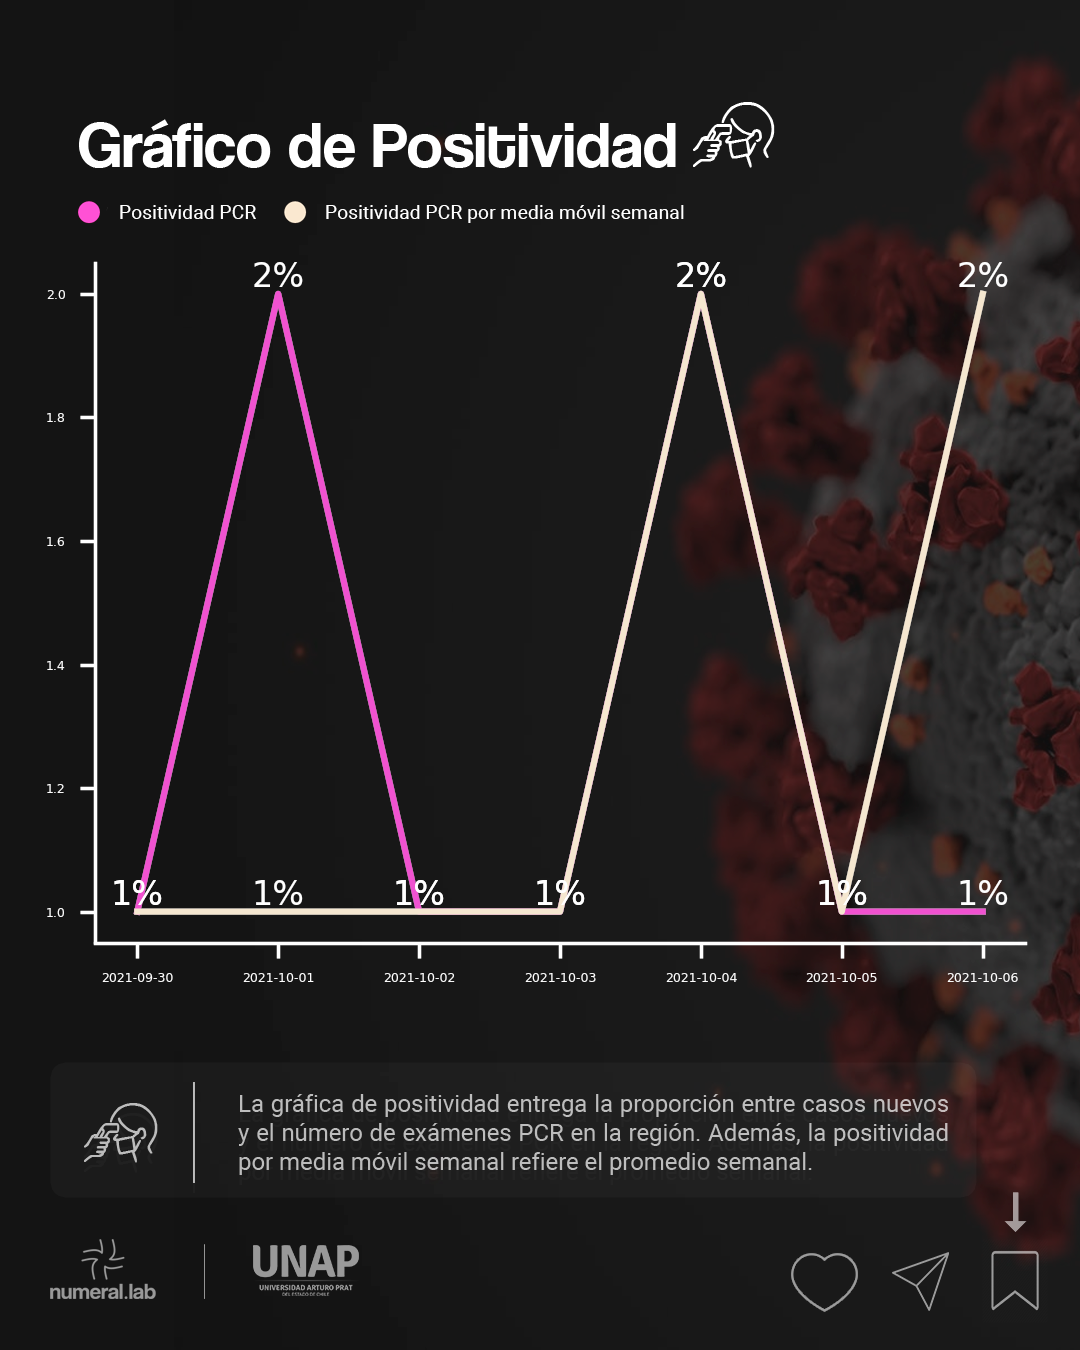 Gráfico de Positividad
Positividad PCR
Positividad PCR por media móvil semanal
2%
2%
2%
2.0
1.8
1.6
1.4
1.2
1.0
1%
1%
1%
1%
1%
1%
2021-09-30
2021-10-01
2021-10-02
2021-10-03
2021-10-04
2021-10-05
2021-10-06
La gráfica de positividad entrega la proporción entre casos nuevos
y el número de exámenes PCR en la región. Además, la positividad
por media móvil semanal refiere el promedio semanal.
numeral.lab
UNAP
UNIVERSIDAD ARTURO PRAT
DEL ESTADO DE CHILE